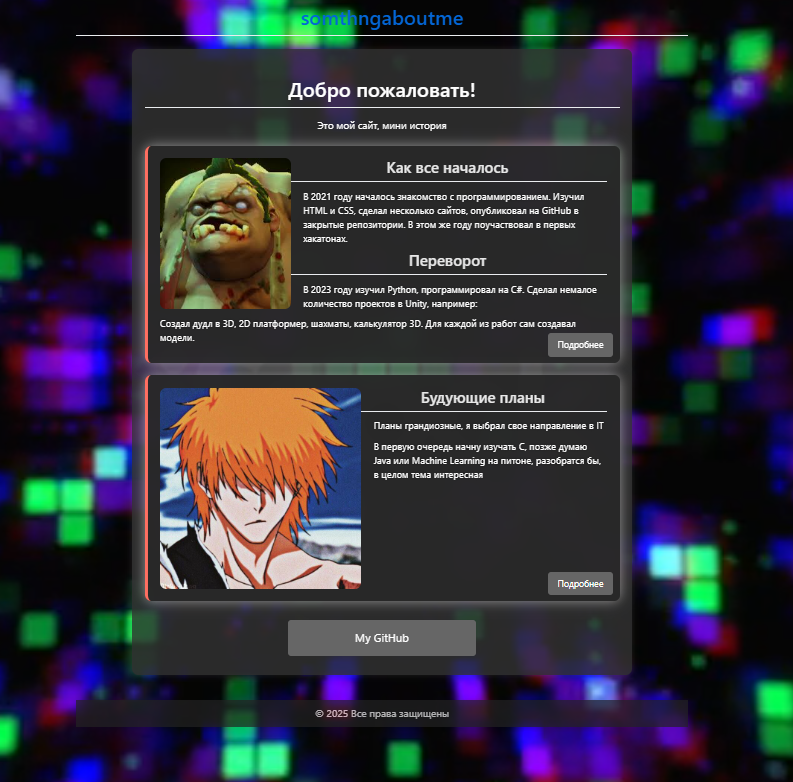 somthngaboutme
Добро пожаловать!
Это мой сайт, мини история
Как все началось
В 2021 году началось знакомство с программированием. Изучил
HTML и CSS, сделал несколько сайтов, опубликовал на GitHub в
закрытые репозитории. В этом же году поучаствовал в первых
хакатонах.
Переворот
В 2023 году изучил Python, программировал на C#. Сделал немалое
количество проектов в Unity, например:
Создал дудл в 3D, 2D платформер, шахматы, калькулятор 3D. Для каждой из работ сам создавал
модели.
Подробнее
Будующие планы
Планы грандиозные, я выбрал свое направление в IT
В первую очередь начну изучать C, позже думаю
Java или Machine Learning на питоне, разобратся бы,
в целом тема интересная
Подробнее
My GitHub
© 2025 Все права защищены